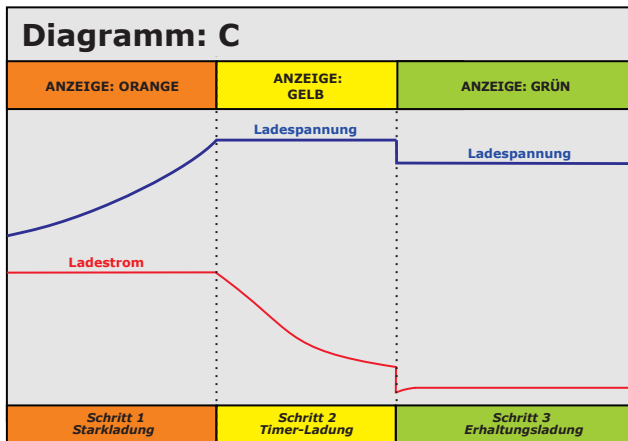 Diagramm: C
ANZEIGE: ORANGE
ANZEIGE:
GELB
ANZEIGE: GRÜN
Ladespannung
Ladespannung
Ladestrom
Schritt 1
Starkladung
Schritt 2
Timer-Ladung
Schritt 3
Erhaltungsladung